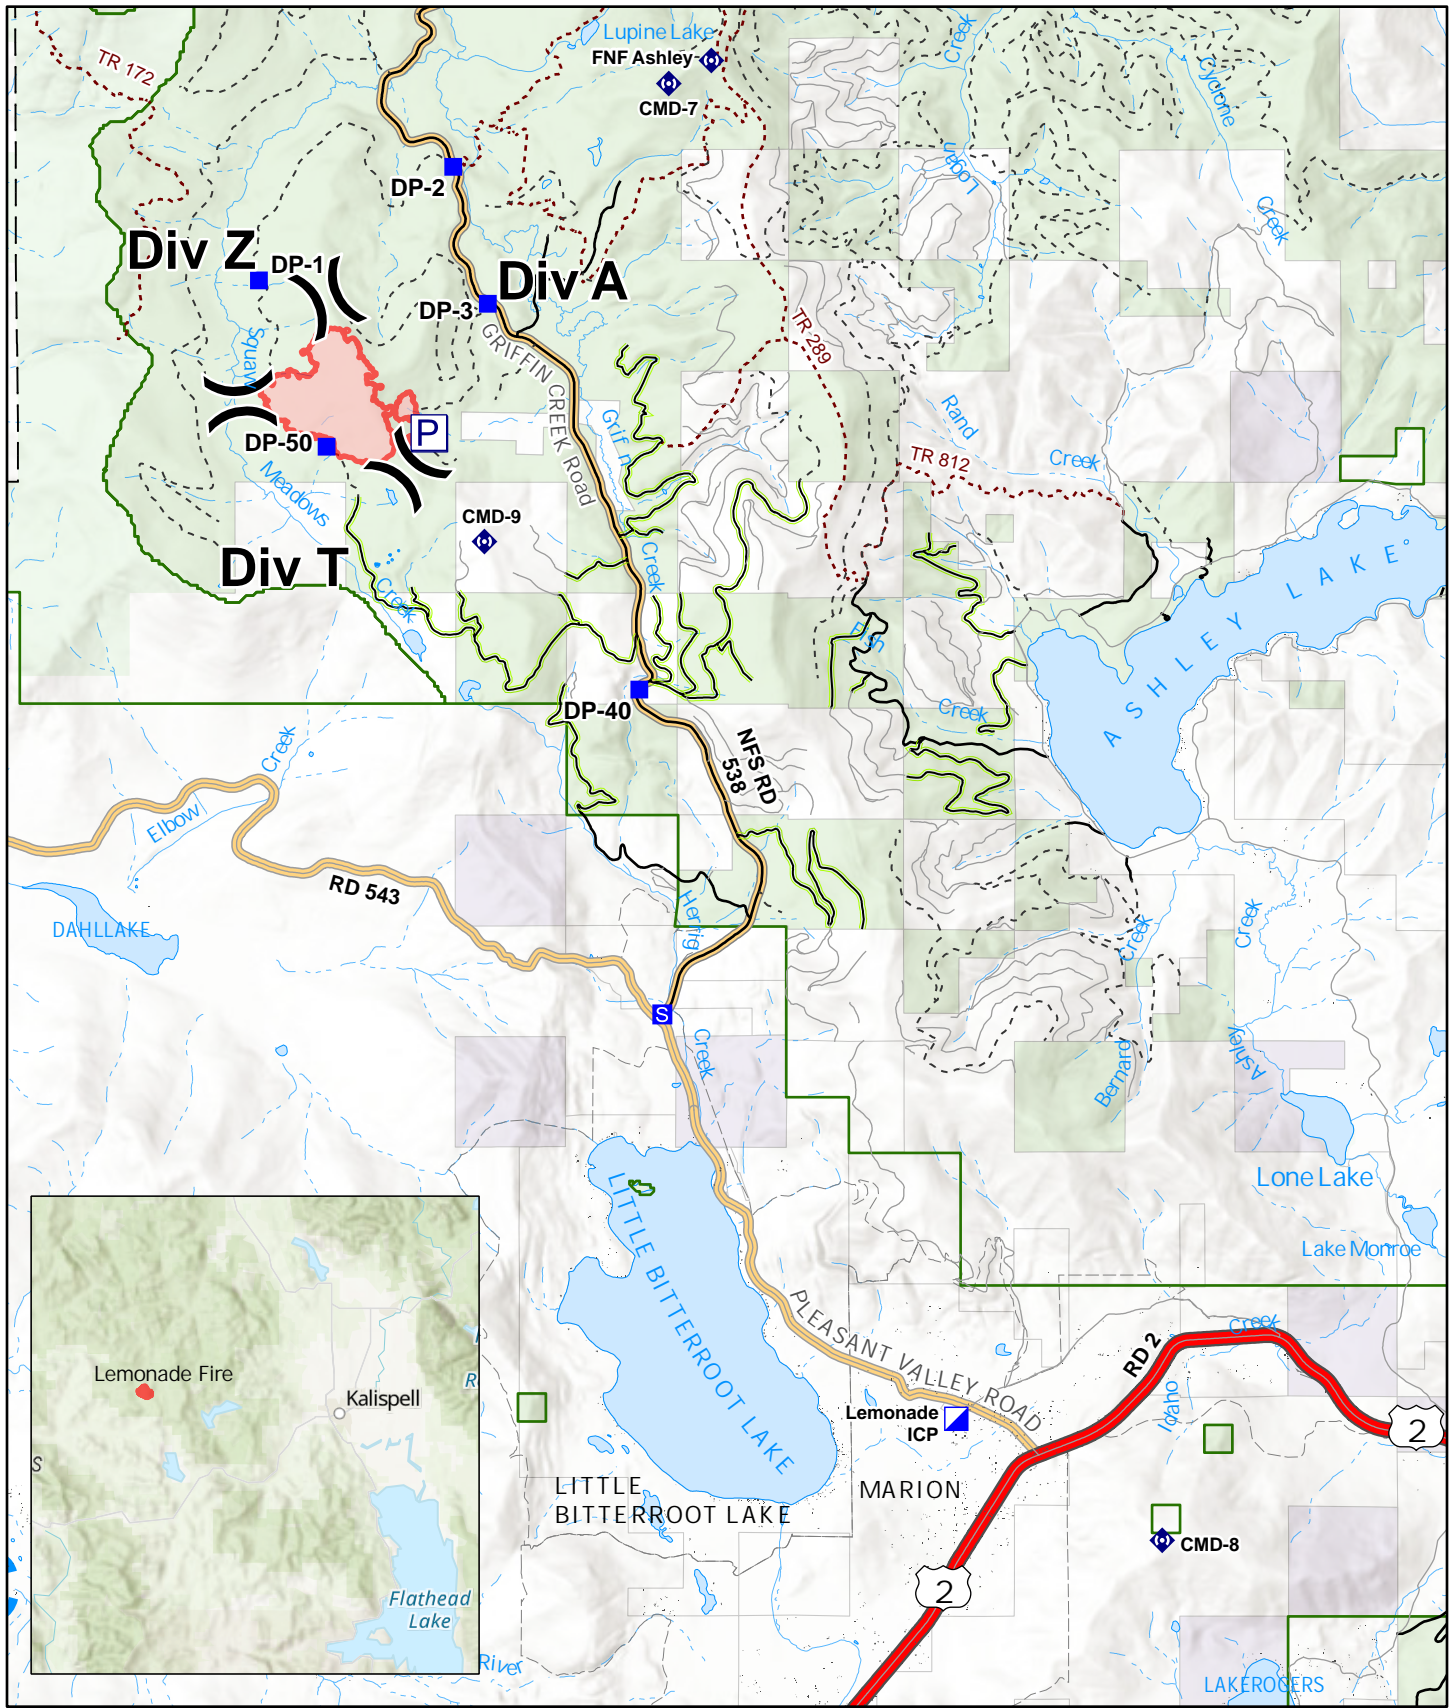 Lupine Lake
FNF Ashley
CMD-7
Creek
Cyclone
Creek
TR 172
Logan
DP-2
Div Z
DP-1
Div A
DP-3
GRIFFIN CREEK Road
TR 289
Squaw
P
DP-50
Grif n
Creek
Rand
Creek
TR 812
Meadows
Creek
CMD-9
Div T
ASHLEY LAKE
Fish
Creek
DP-40
NFS RD
538
Creek
Elbow
RD 543
DAHLLAKE
Herrig
Creek
S
Creek
Bernard
Creek
Ashley
Lone Lake
Lake Monroe
LITTLE BITTERROOT LAKE
PLEASANT VALLEY ROAD
RD 2
Creek
Idaho
2
Lemonade
ICP
MARION
LITTLE
BITTERROOT LAKE
2
CMD-8
Lemonade Fire
Kalispell
Flathead
Lake
S
River
LAKEROGERS